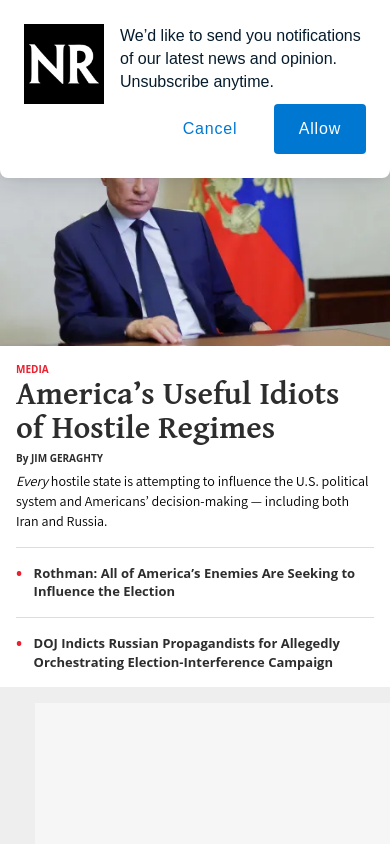 NR
We’d like to send you notifications
of our latest news and opinion.
Unsubscribe anytime.
Cancel
Allow
MEDIA
America’s Useful Idiots
of Hostile Regimes
By JIM GERAGHTY
Every hostile state is attempting to influence the U.S. political
system and Americans’ decision-making — including both
Iran and Russia.
Rothman: All of America’s Enemies Are Seeking to
Influence the Election
DOJ Indicts Russian Propagandists for Allegedly
Orchestrating Election-Interference Campaign